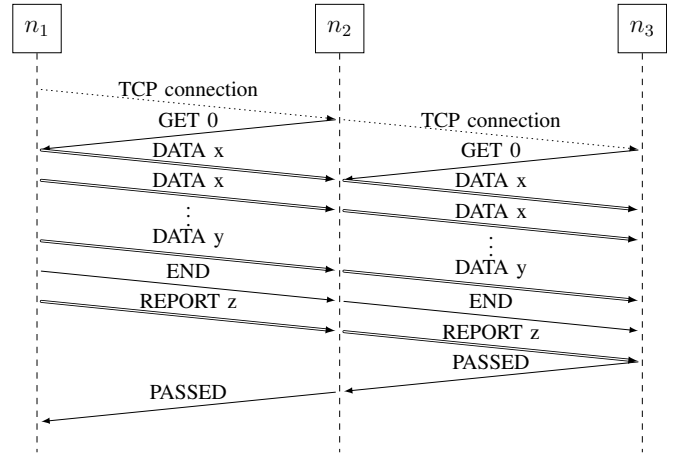 n1 n2 n3
TCP connection
GET 0 TCP connection
DATA x GET 0
DATA x DATA x
⋮ DATA x
DATA y ⋮
END DATA y
REPORT z END
REPORT z
PASSED
PASSED